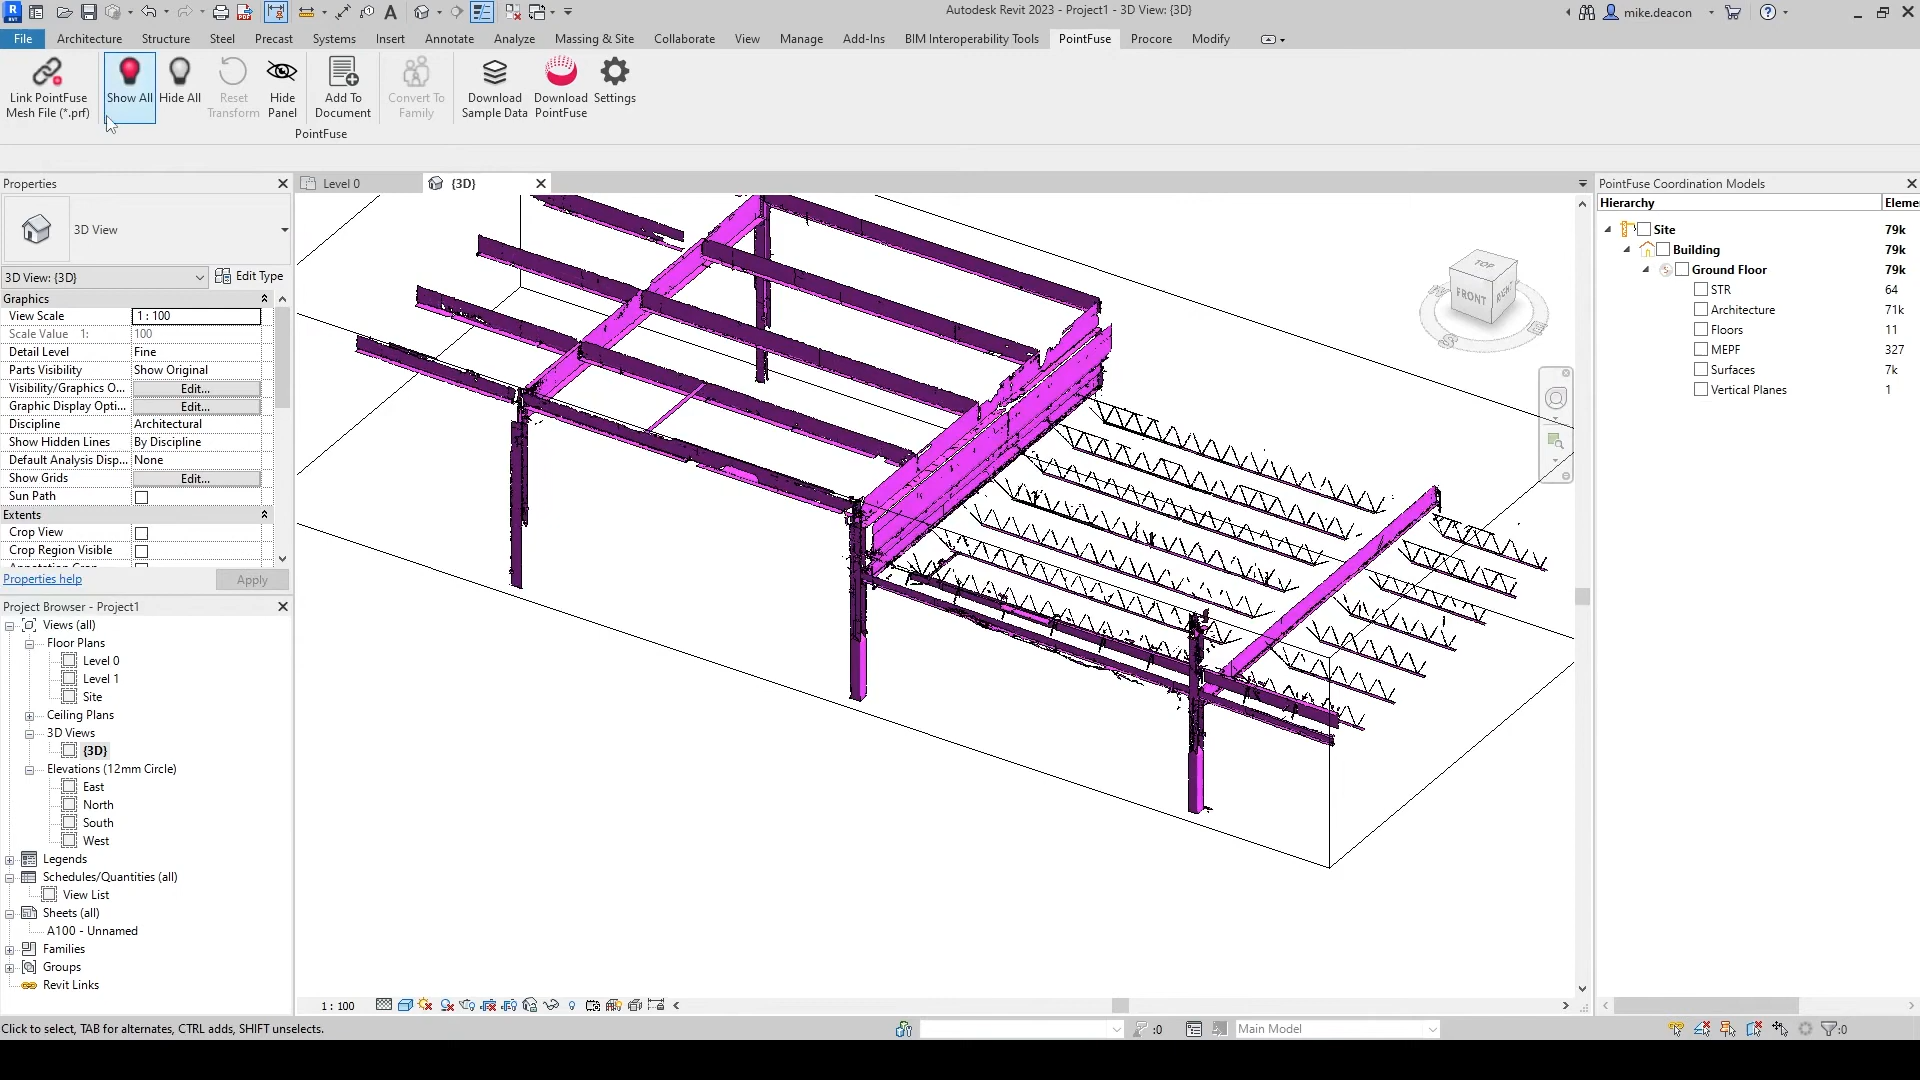 Autodesk Revit 2023 - Project1 - 3D View: {3D}
mike.deacon
File
Architecture
Structure
Steel
Precast
Systems
Insert
Annotate
Analyze
Massing & Site
Collaborate
View
Manage
Add-Ins
BIM Interoperability Tools
PointFuse
Procore
Modify
Link PointFuse
Mesh File (*.prf)
Show All
Hide All
Reset
Transform
Hide
Panel
Add To
Document
Convert To
Family
Download
Sample Data
Download
PointFuse
Settings
PointFuse
Properties
3D View
3D View: {3D}
Edit Type
Graphics
View Scale
1 : 100
Scale Value 1:
100
Detail Level
Fine
Parts Visibility
Show Original
Visibility/Graphics O...
Edit...
Graphic Display Opti...
Edit...
Discipline
Architectural
Show Hidden Lines
By Discipline
Default Analysis Disp...
None
Show Grids
Edit...
Sun Path
Extents
Crop View
Crop Region Visible
Properties help
Apply
Project Browser - Project1
Views (all)
Floor Plans
Level 0
Level 1
Site
Ceiling Plans
3D Views
{3D}
Elevations (12mm Circle)
East
North
South
West
Legends
Schedules/Quantities (all)
View List
Sheets (all)
A100 - Unnamed
Families
Groups
Revit Links
Level 0
{3D}
TOP
FRONT
RIGHT
1 : 100
PointFuse Coordination Models
Hierarchy
Eleme
Site 79k
Building 79k
Ground Floor 79k
STR 64
Architecture 71k
Floors 11
MEPF 327
Surfaces 7k
Vertical Planes 1
Click to select, TAB for alternates, CTRL adds, SHIFT unselects.
:0
Main Model
:0